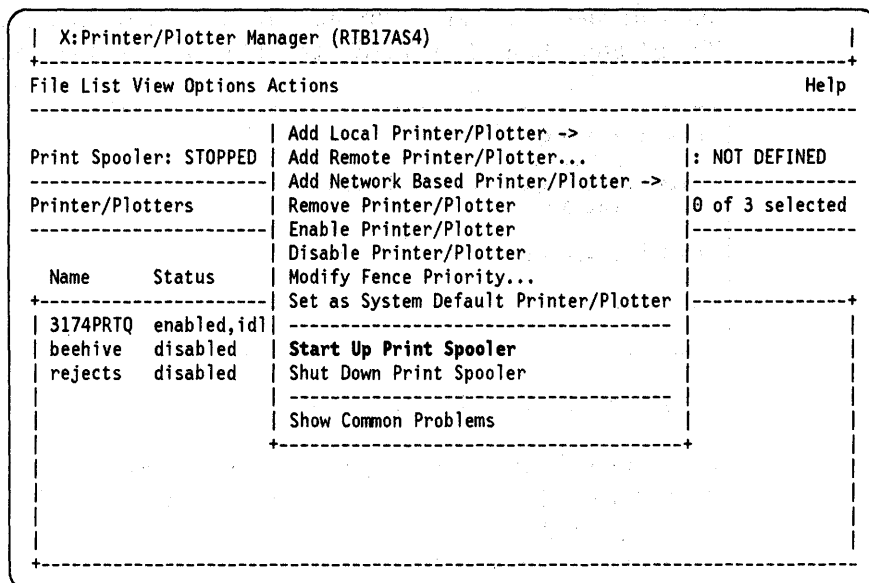 X:Printer/Plotter Manager (RTB17AS4)
File List View Options Actions Help
Add Local Printer/Plotter ->
Print Spooler: STOPPED | Add Remote Printer/Plotter... |: NOT DEFINED
Add Network Based Printer/Plotter ->
Printer/Plotters | Remove Printer/Plotter |0 of 3 selected
Enable Printer/Plotter
Disable Printer/Plotter
Name Status | Modify Fence Priority...
Set as System Default Printer/Plotter
3174PRTQ enabled,idl|
beehive disabled | Start Up Print Spooler
rejects disabled | Shut Down Print Spooler
Show Common Problems